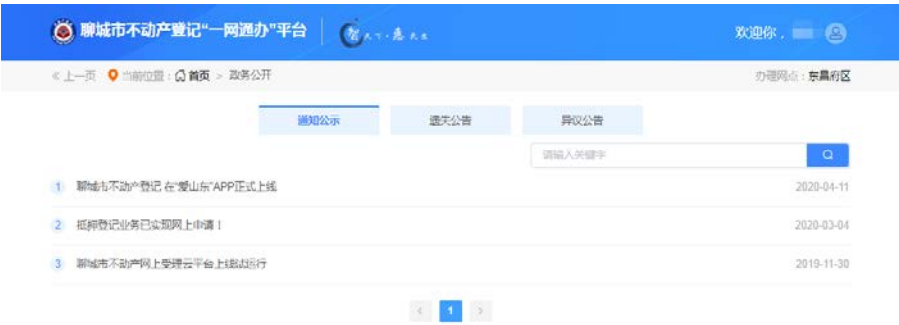 聊城市不动产登记“一网通办”平台
智天下·惠民生
欢迎你，
上一页 当前位置：首页 > 政务公开
办理网点：东昌府区
通知公示 遗失公告 异议公告
请输入关键字
1 聊城市不动产登记 在“爱山东”APP正式上线 2020-04-11
2 抵押登记业务已实现网上申请！ 2020-03-04
3 聊城市不动产网上受理云平台上线试运行 2019-11-30
< 1 >